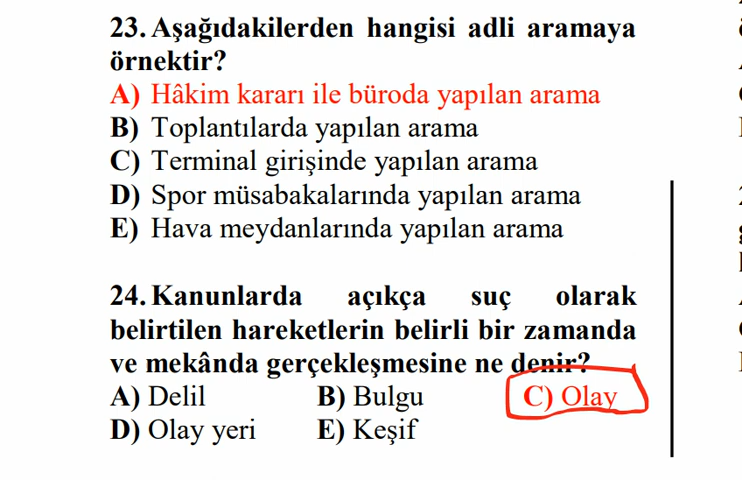 23. Aşağıdakilerden hangisi adli aramaya
örnektir?
A) Hâkim kararı ile büroda yapılan arama
B) Toplantılarda yapılan arama
C) Terminal girişinde yapılan arama
D) Spor müsabakalarında yapılan arama
E) Hava meydanlarında yapılan arama
24. Kanunlarda açıkça suç olarak
belirtilen hareketlerin belirli bir zamanda
ve mekânda gerçekleşmesine ne denir?
A) Delil B) Bulgu C) Olay
D) Olay yeri E) Keşif